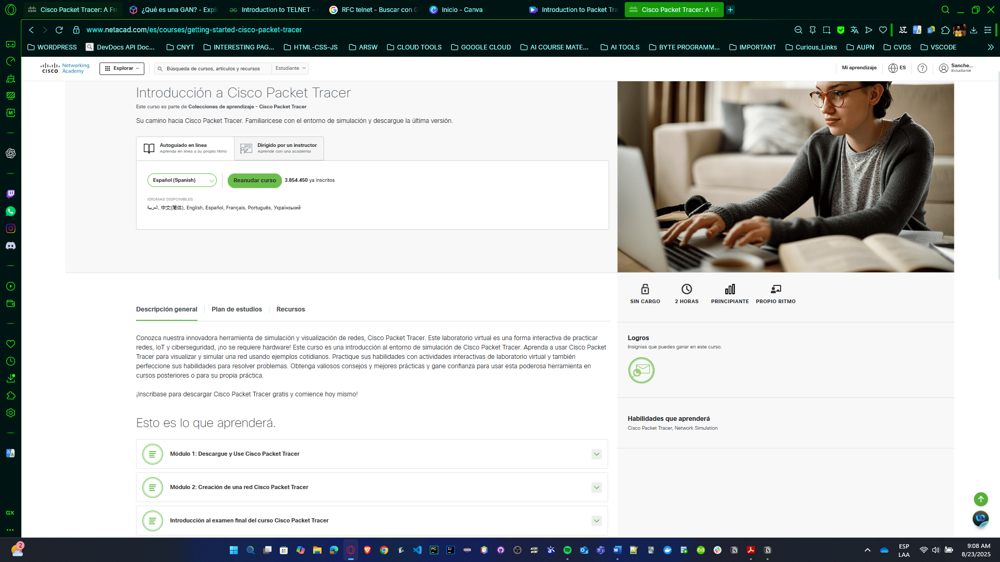 Cisco Packet Tracer: A Fre
¿Qué es una GAN? - Expli
Introduction to TELNET -
RFC telnet - Buscar con G
Inicio - Canva
Introduction to Packet Tra
Cisco Packet Tracer: A Fre
www.netacad.com/es/courses/getting-started-cisco-packet-tracer
WORDPRESS
DevDocs API Doc...
CNYT
INTERESTING PAG...
HTML-CSS-JS
ARSW
CLOUD TOOLS
GOOGLE CLOUD
AI COURSE MATE...
AI TOOLS
BYTE PROGRAMM...
IMPORTANT
Curious_Links
AUPN
CVDS
VSCODE
CISCO Networking Academy
Explorar
Búsqueda de cursos, artículos y recursos
Estudiante
Mi aprendizaje
ES
Sanche...
Estudiante
Introducción a Cisco Packet Tracer
Este curso es parte de Colecciones de aprendizaje - Cisco Packet Tracer
Su camino hacia Cisco Packet Tracer. Familiarícese con el entorno de simulación y descargue la última versión.
Autoguiado en línea
Aprenda en línea a su propio ritmo
Dirigido por un instructor
Aprende con una academia
Español (Spanish)
Reanudar curso
3.854.450 ya inscritos
IDIOMAS DISPONIBLES
العربية, 中文(简体), English, Español, Français, Português, Український
SIN CARGO
2 HORAS
PRINCIPIANTE
PROPIO RITMO
Descripción general
Plan de estudios
Recursos
Conozca nuestra innovadora herramienta de simulación y visualización de redes, Cisco Packet Tracer. Este laboratorio virtual es una forma interactiva de practicar
redes, IoT y ciberseguridad, ¡no se requiere hardware! Este curso es una introducción al entorno de simulación de Cisco Packet Tracer. Aprenda a usar Cisco Packet
Tracer para visualizar y simular una red usando ejemplos cotidianos. Practique sus habilidades con actividades interactivas de laboratorio virtual y también
perfeccione sus habilidades para resolver problemas. Obtenga valiosos consejos y mejores prácticas y gane confianza para usar esta poderosa herramienta en
cursos posteriores o para su propia práctica.
¡Inscríbase para descargar Cisco Packet Tracer gratis y comience hoy mismo!
Logros
Insignias que puedes ganar en este curso.
Habilidades que aprenderá
Cisco Packet Tracer, Network Simulation
Esto es lo que aprenderá.
Módulo 1: Descargue y Use Cisco Packet Tracer
Módulo 2: Creación de una red Cisco Packet Tracer
Introducción al examen final del curso Cisco Packet Tracer
GX
2
ESP
LAA
9:08 AM
8/23/2025